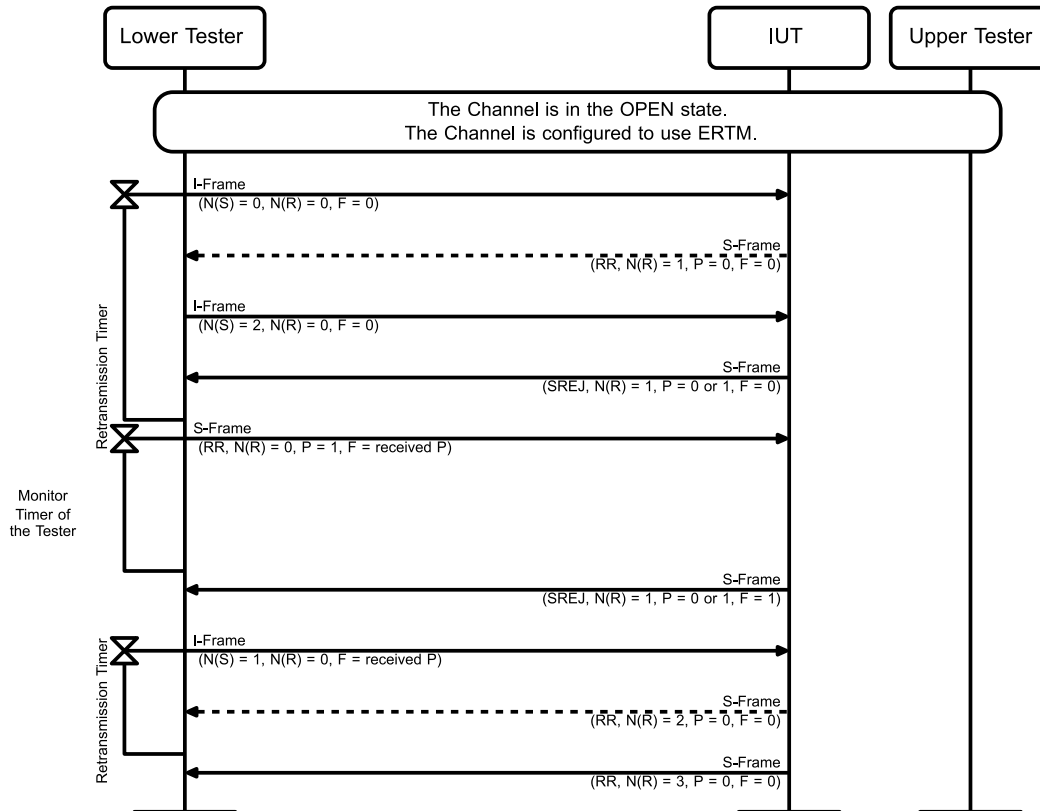 Lower Tester
IUT
Upper Tester
The Channel is in the OPEN state.
The Channel is configured to use ERTM.
I-Frame
(N(S) = 0, N(R) = 0, F = 0)
S-Frame
(RR, N(R) = 1, P = 0, F = 0)
I-Frame
(N(S) = 2, N(R) = 0, F = 0)
Retransmission Timer
S-Frame
(SREJ, N(R) = 1, P = 0 or 1, F = 0)
S-Frame
(RR, N(R) = 0, P = 1, F = received P)
Monitor
Timer of
the Tester
S-Frame
(SREJ, N(R) = 1, P = 0 or 1, F = 1)
I-Frame
(N(S) = 1, N(R) = 0, F = received P)
Retransmission Timer
S-Frame
(RR, N(R) = 2, P = 0, F = 0)
S-Frame
(RR, N(R) = 3, P = 0, F = 0)